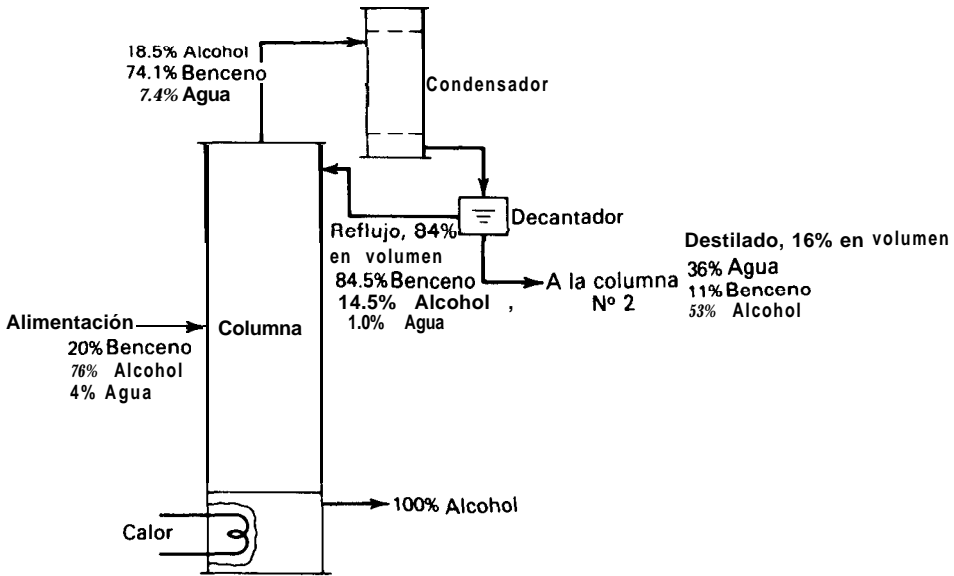 18.5% Alcohol
74.1% Benceno
7.4% Agua
Condensador
Decantador
Reflujo, 84%
en volumen
84.5% Benceno
14.5% Alcohol ,
1.0% Agua
A la columna
Nº 2
Destilado, 16% en volumen
36% Agua
11% Benceno
53% Alcohol
Alimentación
20% Benceno
76% Alcohol
4% Agua
Columna
100% Alcohol
Calor